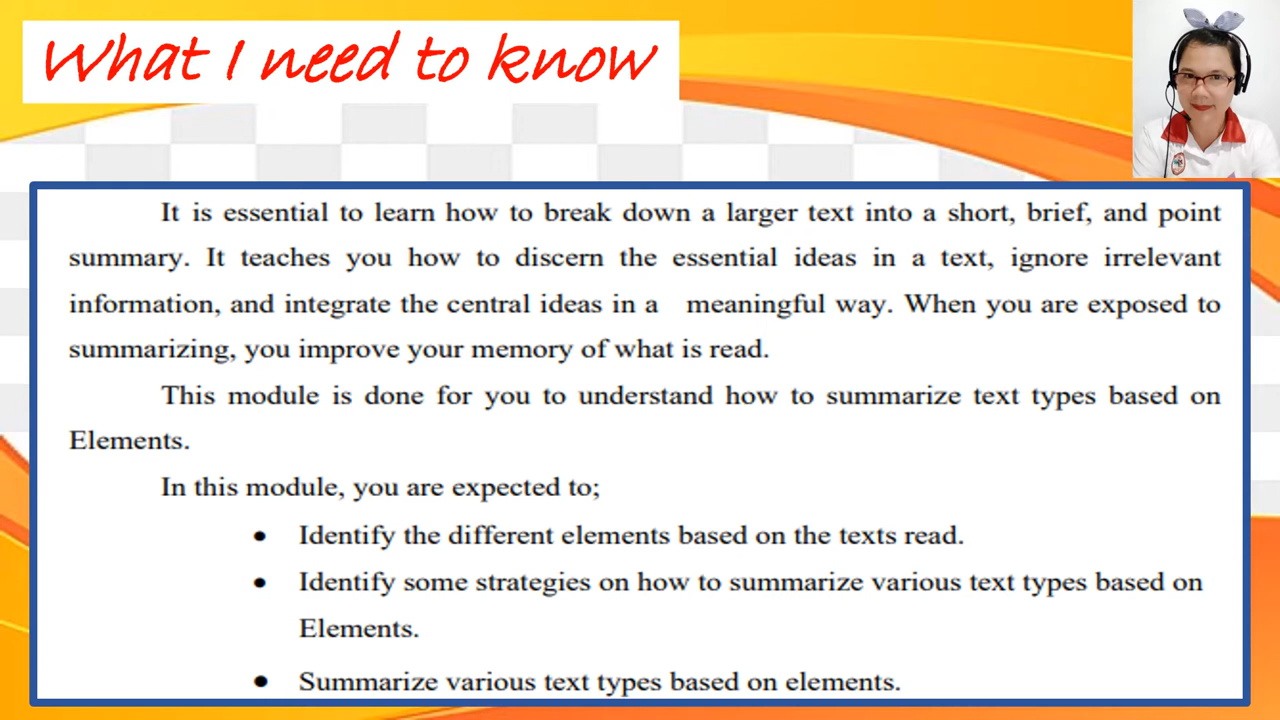 What I need to know
It is essential to learn how to break down a larger text into a short, brief, and point
summary. It teaches you how to discern the essential ideas in a text, ignore irrelevant
information, and integrate the central ideas in a meaningful way. When you are exposed to
summarizing, you improve your memory of what is read.
This module is done for you to understand how to summarize text types based on
Elements.
In this module, you are expected to;
• Identify the different elements based on the texts read.
• Identify some strategies on how to summarize various text types based on
Elements.
• Summarize various text types based on elements.